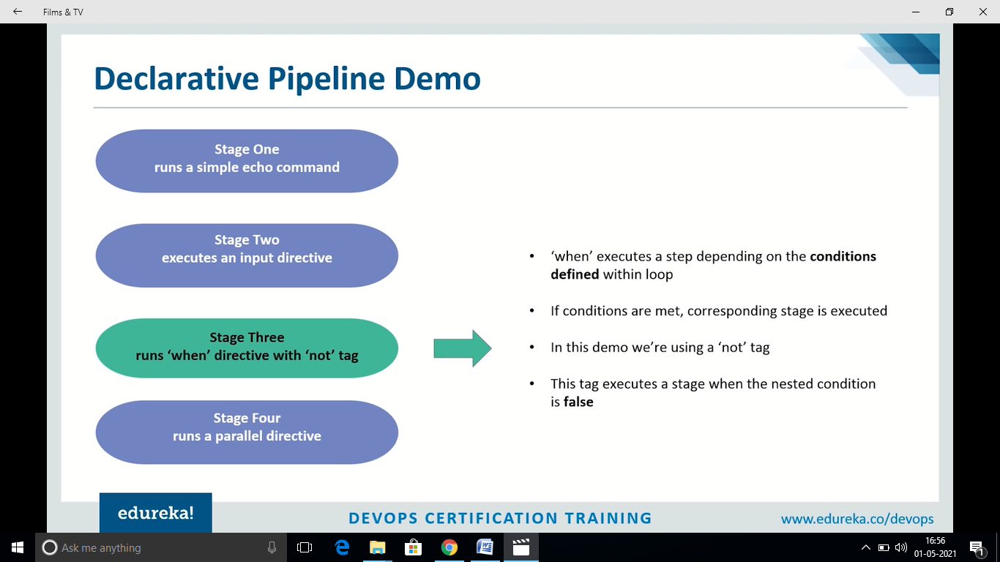 Films & TV
Declarative Pipeline Demo
Stage One
runs a simple echo command
Stage Two
executes an input directive
Stage Three
runs ‘when’ directive with ‘not’ tag
Stage Four
runs a parallel directive
• ‘when’ executes a step depending on the conditions
defined within loop
• If conditions are met, corresponding stage is executed
• In this demo we’re using a ‘not’ tag
• This tag executes a stage when the nested condition
is false
edureka!
DEVOPS CERTIFICATION TRAINING
www.edureka.co/devops
Ask me anything
16:56
01-05-2021
1